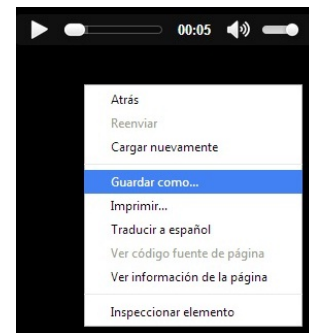 00:05
Atrás
Reenviar
Cargar nuevamente
Guardar como...
Imprimir...
Traducir a español
Ver código fuente de página
Ver información de la página
Inspeccionar elemento